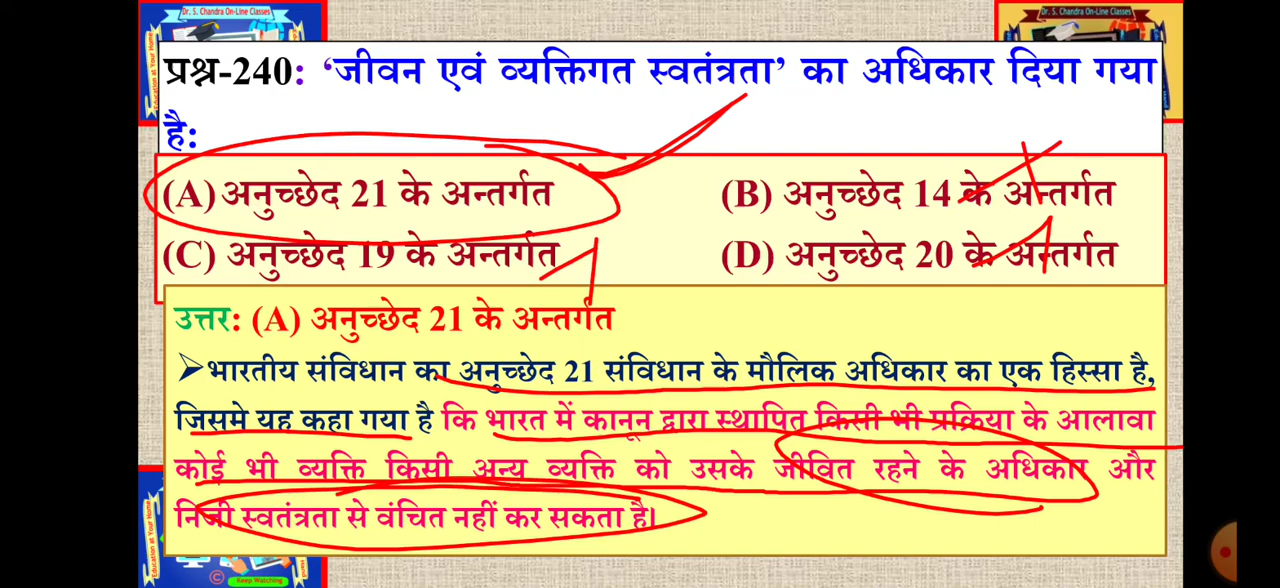 Dr. S. Chandra On-Line Classes
Dr. S. Chandra On-Line Classes
प्रश्न-240: ‘जीवन एवं व्यक्तिगत स्वतंत्रता’ का अधिकार दिया गया
है:
(A) अनुच्छेद 21 के अन्तर्गत (B) अनुच्छेद 14 के अन्तर्गत
(C) अनुच्छेद 19 के अन्तर्गत (D) अनुच्छेद 20 के अन्तर्गत
उत्तर: (A) अनुच्छेद 21 के अन्तर्गत
➢भारतीय संविधान का अनुच्छेद 21 संविधान के मौलिक अधिकार का एक हिस्सा है,
जिसमे यह कहा गया है कि भारत में कानून द्वारा स्थापित किसी भी प्रक्रिया के आलावा
कोई भी व्यक्ति किसी अन्य व्यक्ति को उसके जीवित रहने के अधिकार और
निजी स्वतंत्रता से वंचित नहीं कर सकता है।
© Keep Watching